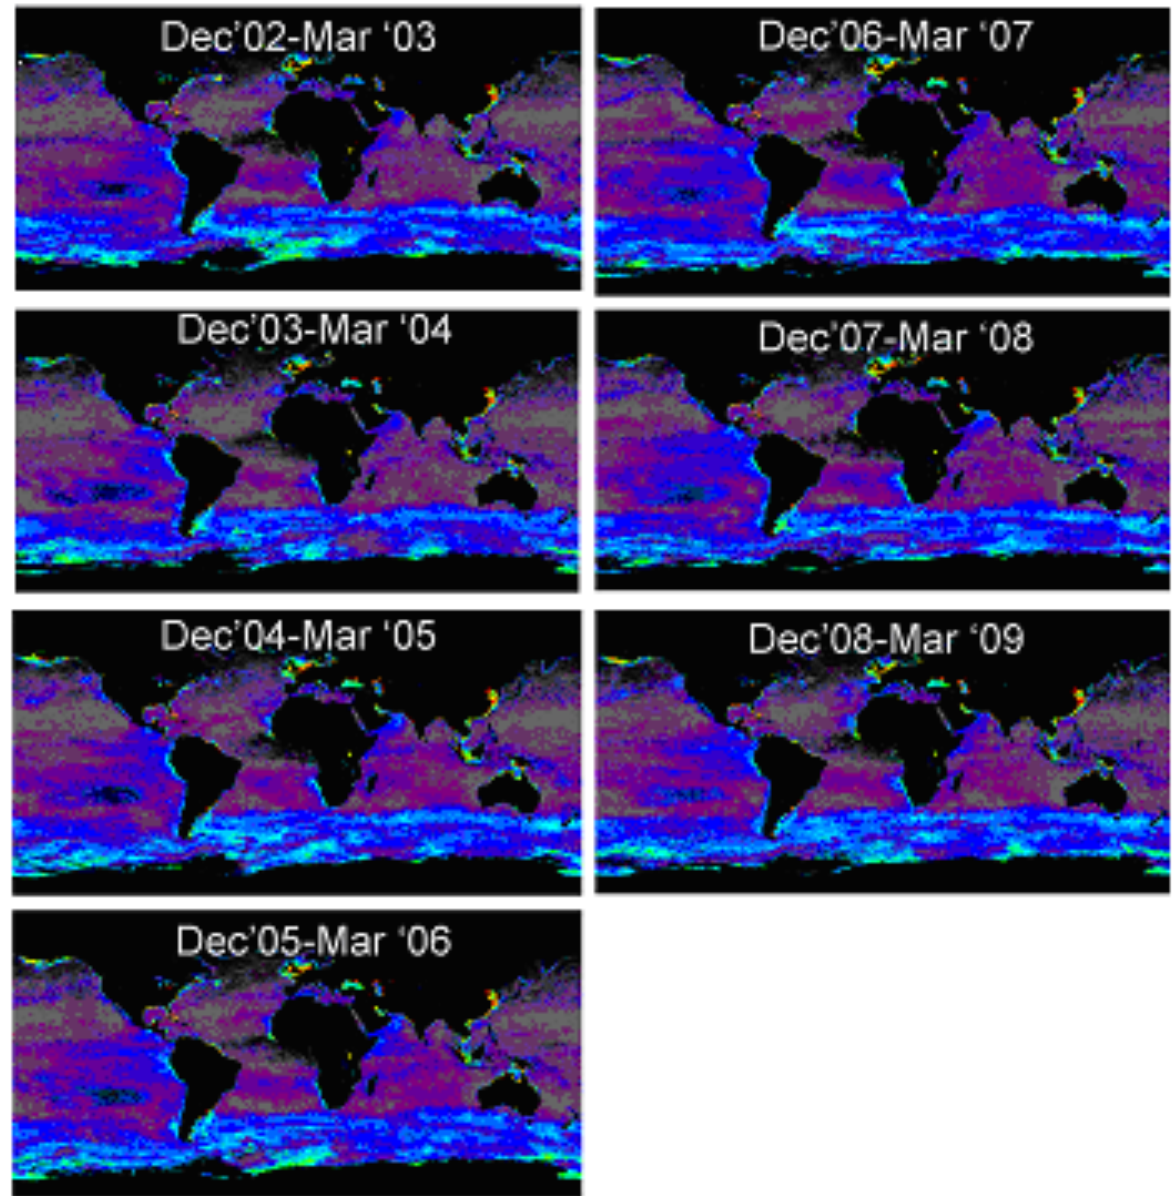 Dec’02-Mar ‘03
Dec’06-Mar ‘07
Dec’03-Mar ‘04
Dec’07-Mar ‘08
Dec’04-Mar ‘05
Dec’08-Mar ‘09
Dec’05-Mar ‘06